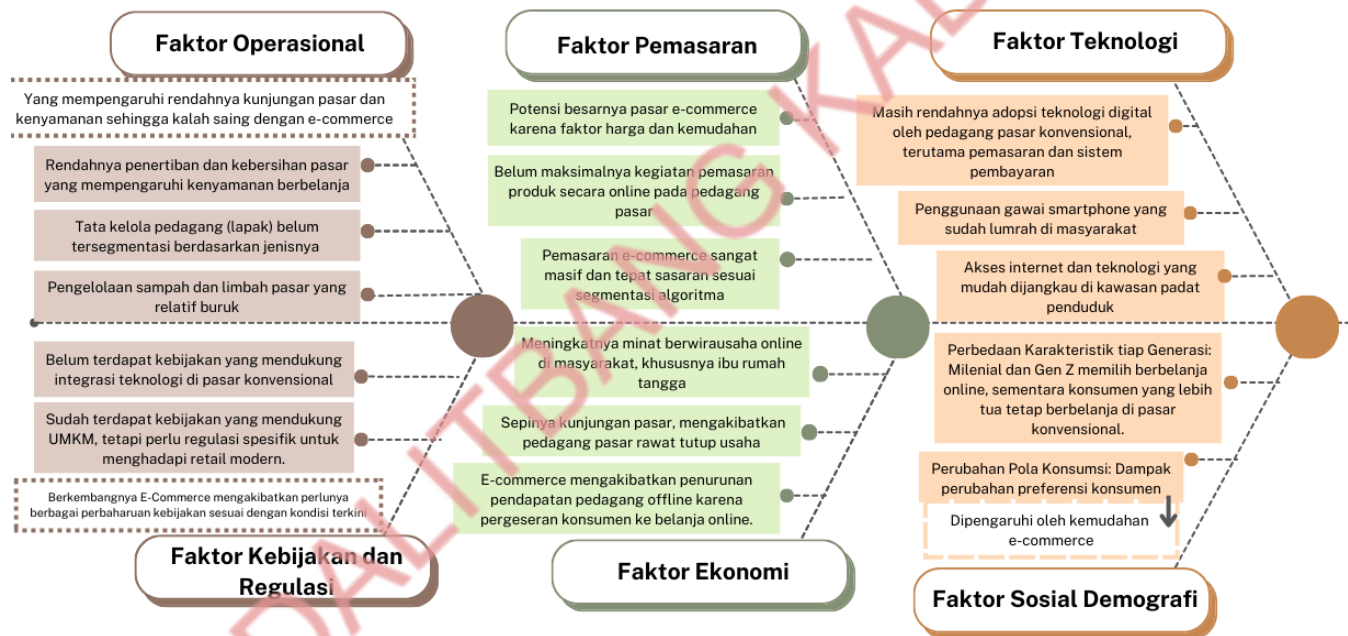 Faktor Operasional
Yang mempengaruhi rendahnya kunjungan pasar dan
kenyamanan sehingga kalah saing dengan e-commerce
Rendahnya penertiban dan kebersihan pasar
yang mempengaruhi kenyamanan berbelanja
Tata kelola pedagang (lapak) belum
tersegmentasi berdasarkan jenisnya
Pengelolaan sampah dan limbah pasar yang
relatif buruk
Belum terdapat kebijakan yang mendukung
integrasi teknologi di pasar konvensional
Sudah terdapat kebijakan yang mendukung
UMKM, tetapi perlu regulasi spesifik untuk
menghadapi retail modern.
Berkembangnya E-Commerce mengakibatkan perlunya
berbagai perbaharuan kebijakan sesuai dengan kondisi terkini
Faktor Kebijakan dan
Regulasi
Faktor Pemasaran
Potensi besarnya pasar e-commerce
karena faktor harga dan kemudahan
Belum maksimalnya kegiatan pemasaran
produk secara online pada pedagang
pasar
Pemasaran e-commerce sangat
masif dan tepat sasaran sesuai
segmentasi algoritma
Meningkatnya minat berwirausaha online
di masyarakat, khususnya ibu rumah
tangga
Sepinya kunjungan pasar, mengakibatkan
pedagang pasar rawat tutup usaha
E-commerce mengakibatkan penurunan
pendapatan pedagang offline karena
pergeseran konsumen ke belanja online.
Faktor Ekonomi
Faktor Teknologi
Masih rendahnya adopsi teknologi digital
oleh pedagang pasar konvensional,
terutama pemasaran dan sistem
pembayaran
Penggunaan gawai smartphone yang
sudah lumrah di masyarakat
Akses internet dan teknologi yang
mudah dijangkau di kawasan padat
penduduk
Perbedaan Karakteristik tiap Generasi:
Milenial dan Gen Z memilih berbelanja
online, sementara konsumen yang lebih
tua tetap berbelanja di pasar
konvensional.
Perubahan Pola Konsumsi: Dampak
perubahan preferensi konsumen
Dipengaruhi oleh kemudahan
e-commerce
Faktor Sosial Demografi
DALITBANG KAB